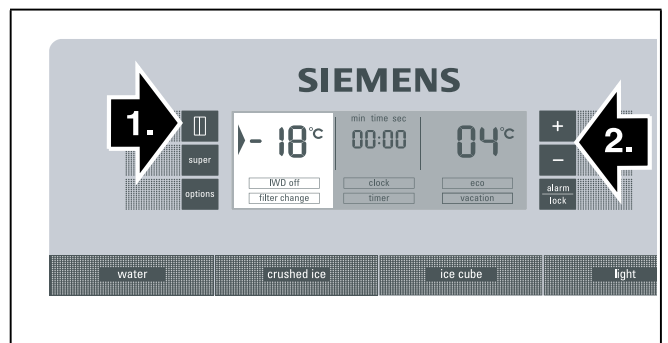 SIEMENS
1.
super
options
- 18 °C
IWD off
filter change
min time sec
00:00
clock
timer
04 °C
eco
vacation
+
−
alarm
lock
2.
water
crushed ice
ice cube
light